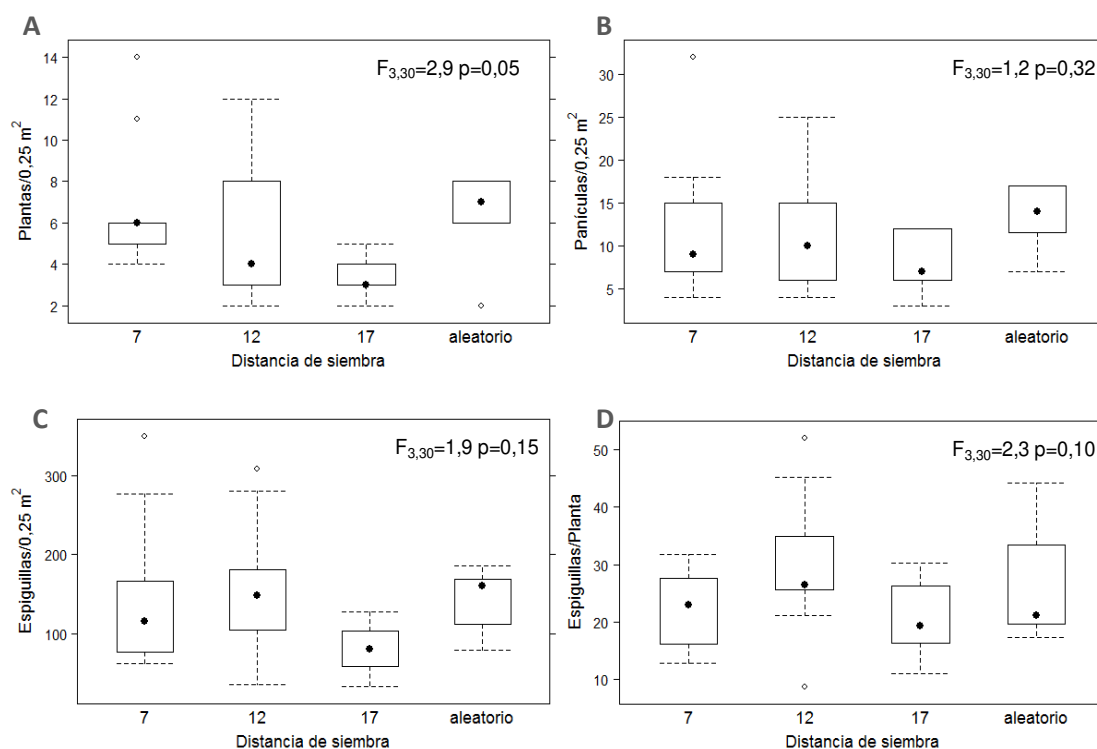 A
F3,30=2,9 p=0,05
Plantas/0,25 m2
14
12
10
8
6
4
2
7 12 17 aleatorio
Distancia de siembra
B
F3,30=1,2 p=0,32
Panículas/0,25 m2
30
25
20
15
10
5
7 12 17 aleatorio
Distancia de siembra
C
F3,30=1,9 p=0,15
Espiguillas/0,25 m2
300
200
100
7 12 17 aleatorio
Distancia de siembra
D
F3,30=2,3 p=0,10
Espiguillas/Planta
50
40
30
20
10
7 12 17 aleatorio
Distancia de siembra